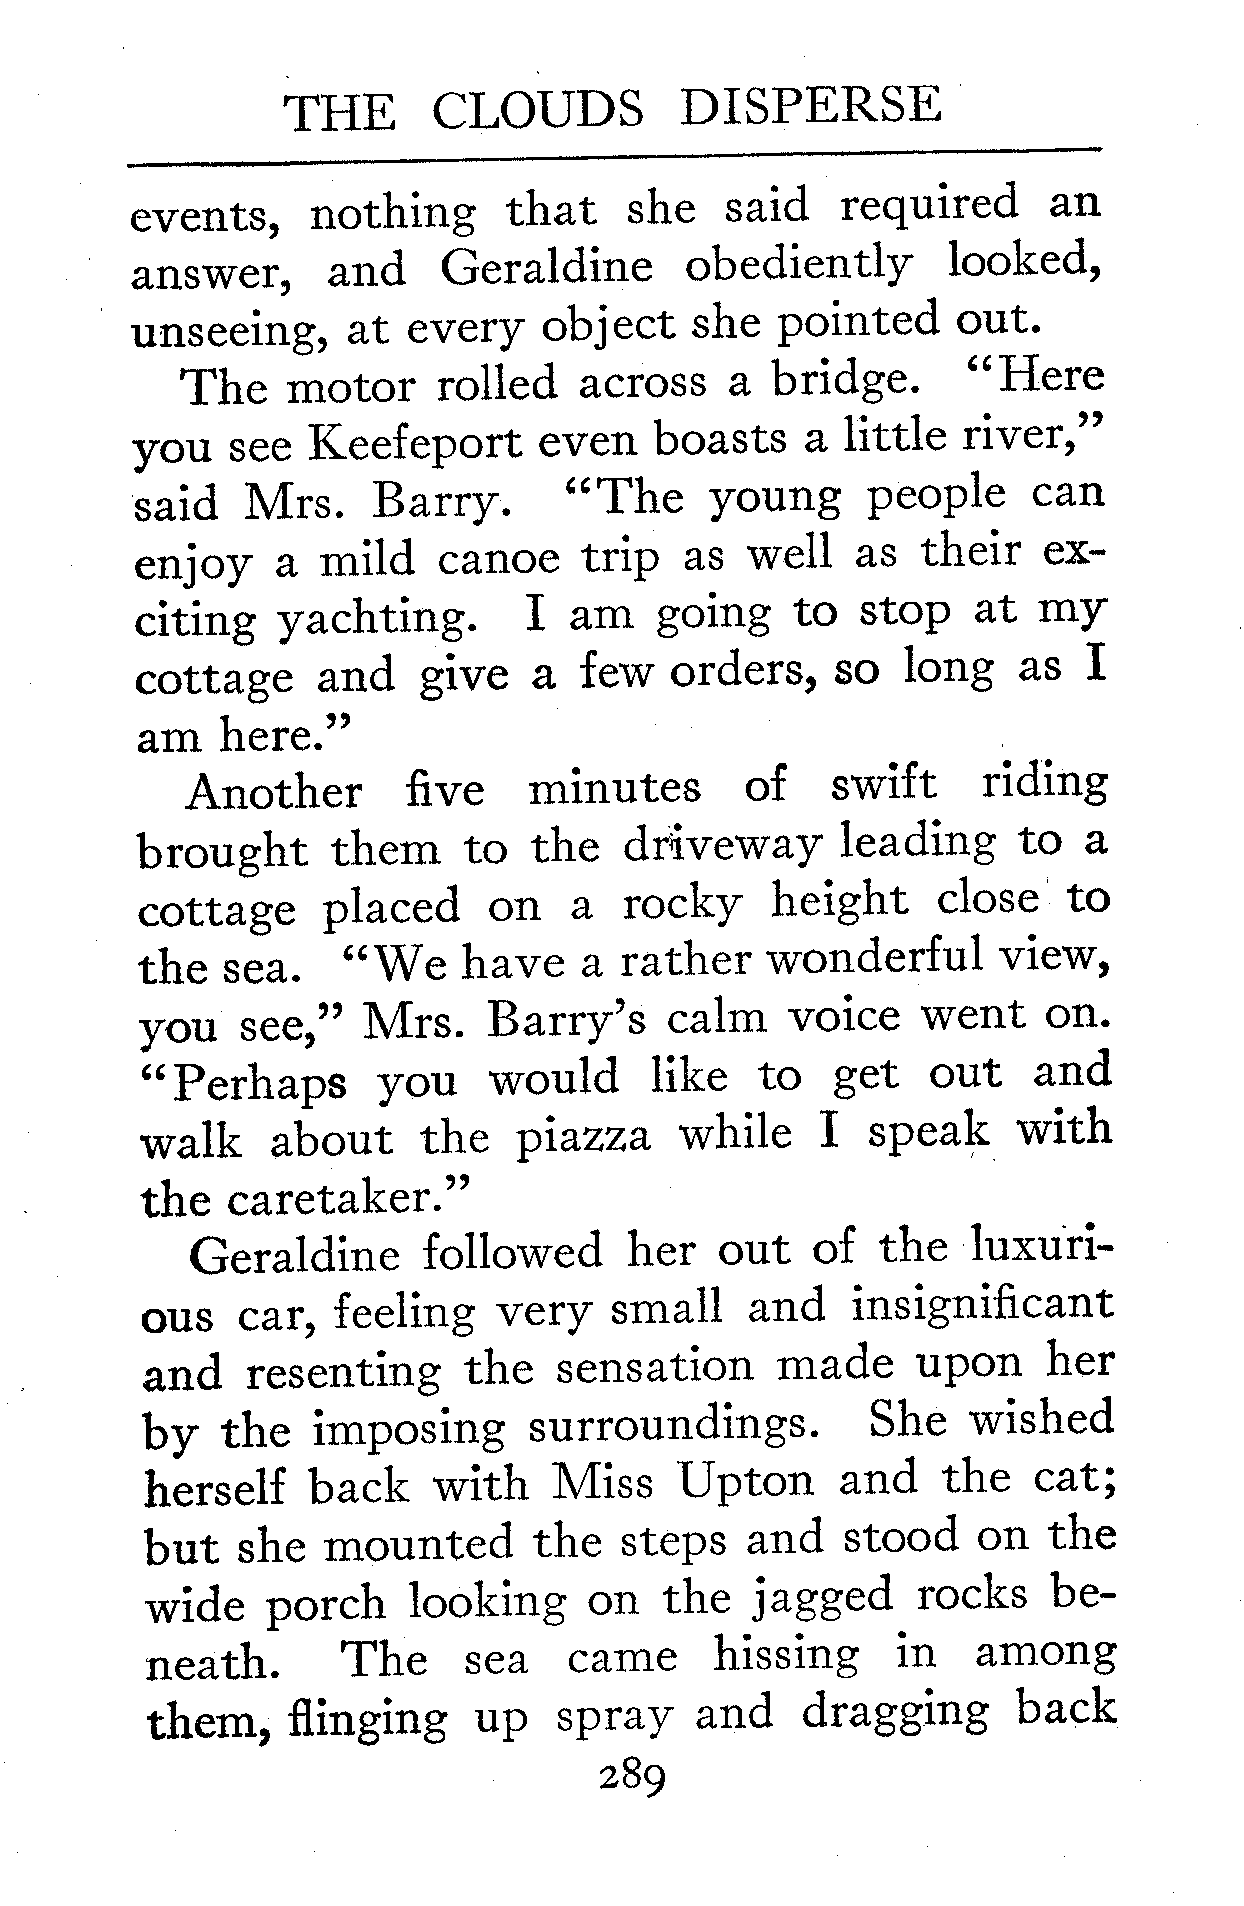 THE CLOUDS DISPERSE
events, nothing that she said required an
answer, and Geraldine obediently looked,
unseeing, at every object she pointed out.
The motor rolled across a bridge. “Here
you see Keefeport even boasts a little river,”
said Mrs. Barry. “The young people can
enjoy a mild canoe trip as well as their ex-
citing yachting. I am going to stop at my
cottage and give a few orders, so long as I
am here.”
Another five minutes of swift riding
brought them to the driveway leading to a
cottage placed on a rocky height close to
the sea. “We have a rather wonderful view,
you see,” Mrs. Barry’s calm voice went on.
“Perhaps you would like to get out and
walk about the piazza while I speak with
the caretaker.”
Geraldine followed her out of the luxuri-
ous car, feeling very small and insignificant
and resenting the sensation made upon her
by the imposing surroundings. She wished
herself back with Miss Upton and the cat;
but she mounted the steps and stood on the
wide porch looking on the jagged rocks be-
neath. The sea came hissing in among
them, flinging up spray and dragging back
289